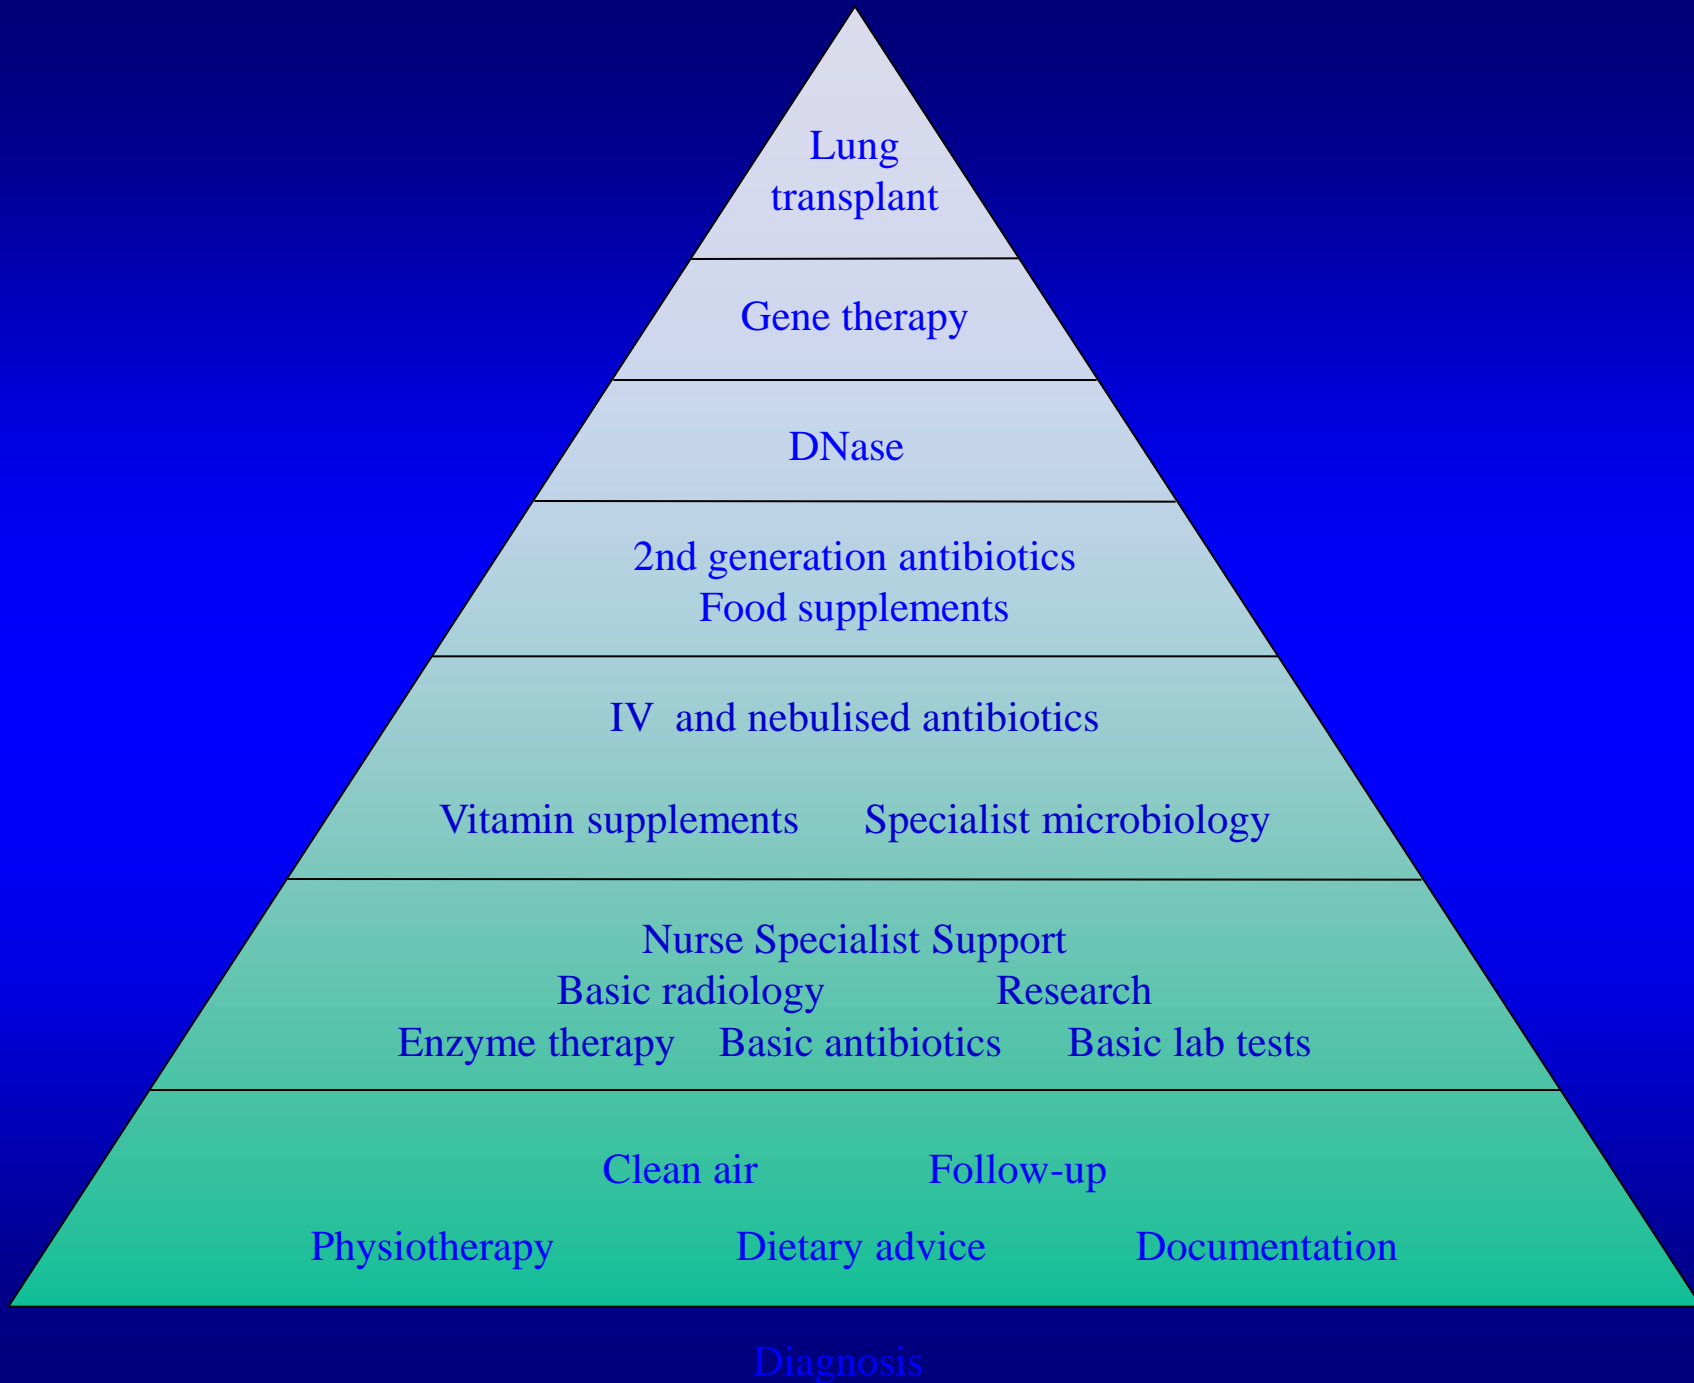 Lung
transplant
Gene therapy
DNase
2nd generation antibiotics
Food supplements
IV and nebulised antibiotics
Vitamin supplements Specialist microbiology
Nurse Specialist Support
Basic radiology Research
Enzyme therapy Basic antibiotics Basic lab tests
Clean air Follow-up
Physiotherapy Dietary advice Documentation
Diagnosis